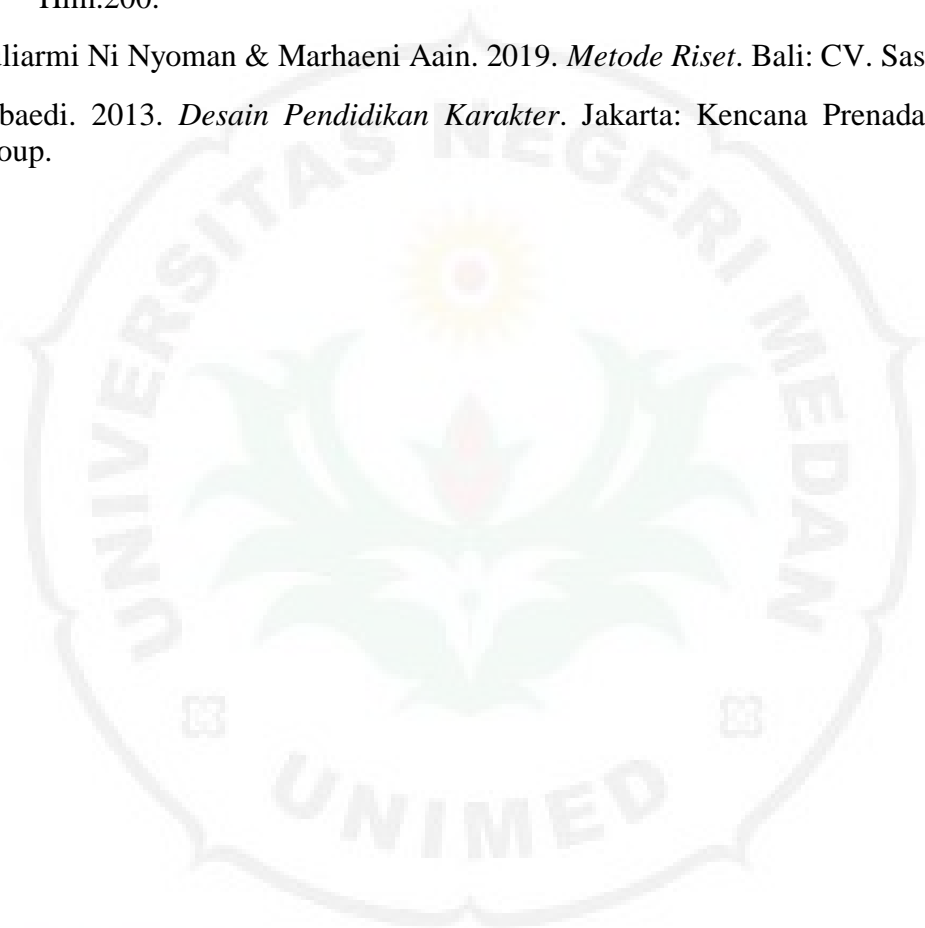 Hlm.200.
liarmi Ni Nyoman & Marhaeni Aain. 2019. Metode Riset. Bali: CV. Sas
baedi. 2013. Desain Pendidikan Karakter. Jakarta: Kencana Prenada
oup.
UNIVERSITAS NEGERI MEDAN
UNIMED